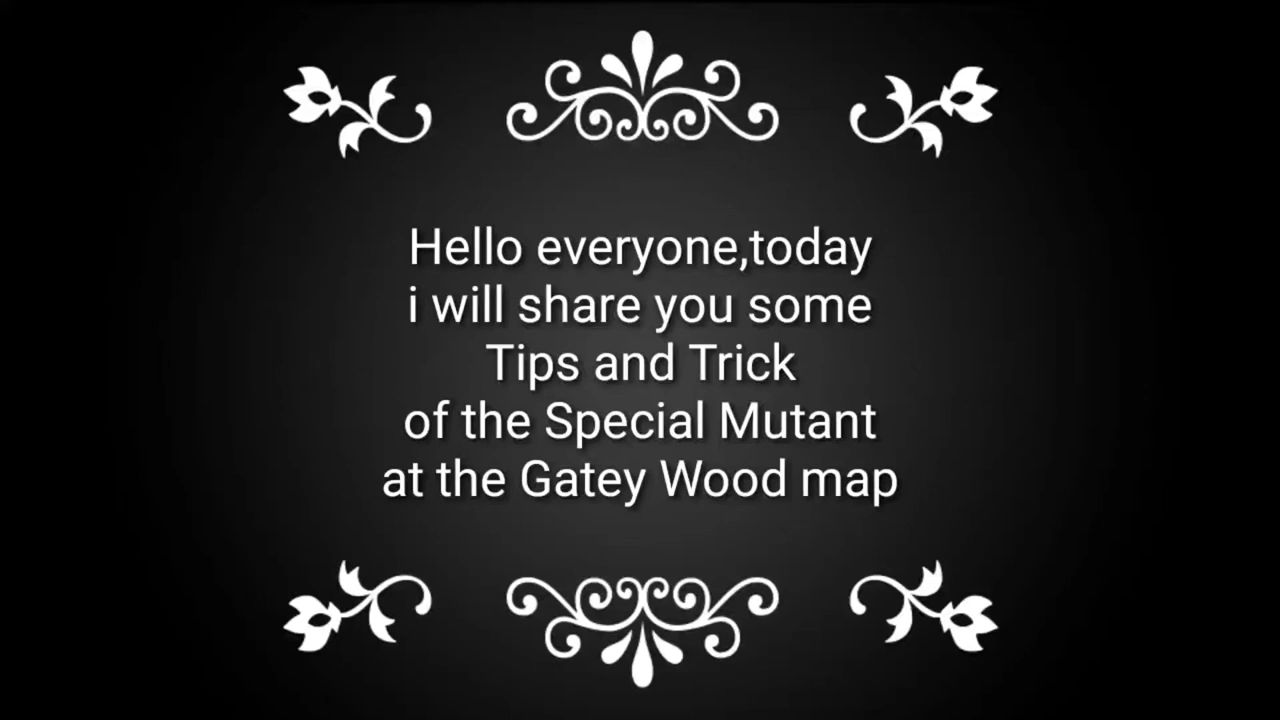 Hello everyone,today
i will share you some
Tips and Trick
of the Special Mutant
at the Gatey Wood map